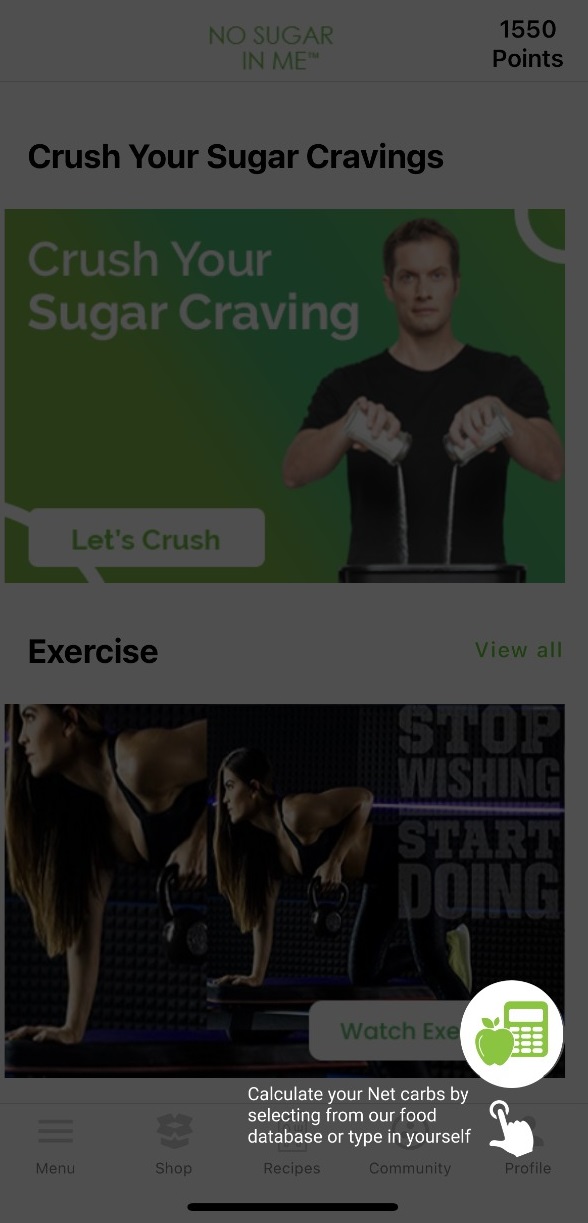 NO SUGAR
IN ME™
1550
Points
Crush Your Sugar Cravings
Crush Your
Sugar Craving
Let's Crush
Exercise
View all
STOP
WISHING
START
DOING
Watch Exe
Calculate your Net carbs by
selecting from our food
database or type in yourself
Menu
Shop
Recipes
Community
Profile